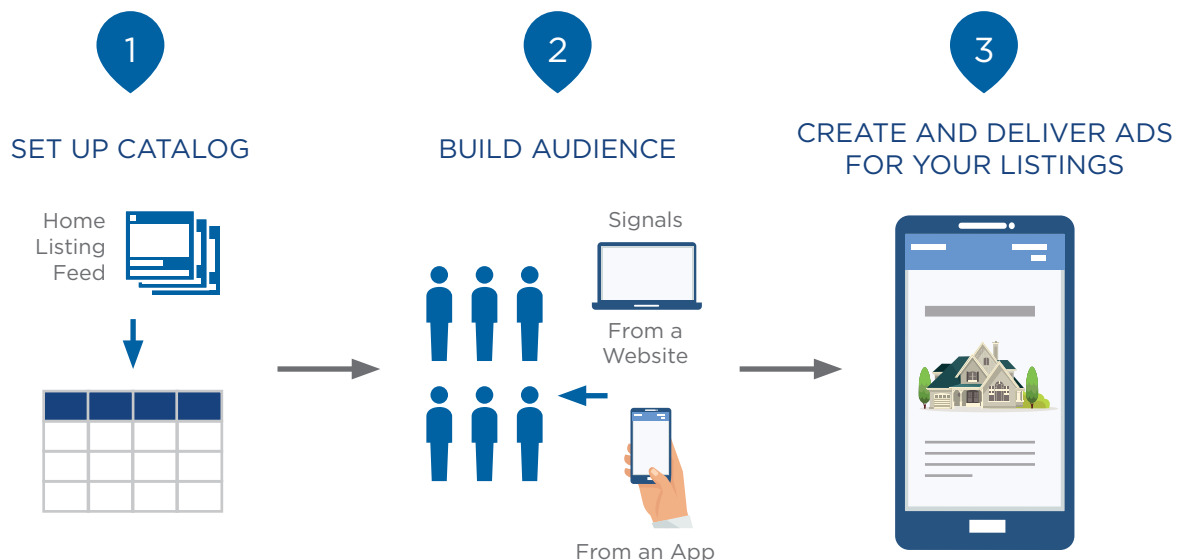 1
SET UP CATALOG
Home
Listing
Feed
2
BUILD AUDIENCE
Signals
From a
Website
From an App
3
CREATE AND DELIVER ADS
FOR YOUR LISTINGS